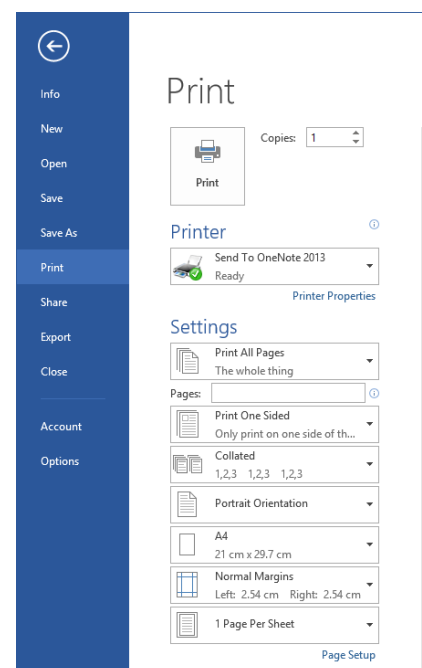 Info
New
Open
Save
Save As
Print
Share
Export
Close
Account
Options
Print
Copies: 1
Print
Printer
Send To OneNote 2013
Ready
Printer Properties
Settings
Print All Pages
The whole thing
Pages:
Print One Sided
Only print on one side of th...
Collated
1,2,3 1,2,3 1,2,3
Portrait Orientation
A4
21 cm x 29.7 cm
Normal Margins
Left: 2.54 cm Right: 2.54 cm
1 Page Per Sheet
Page Setup